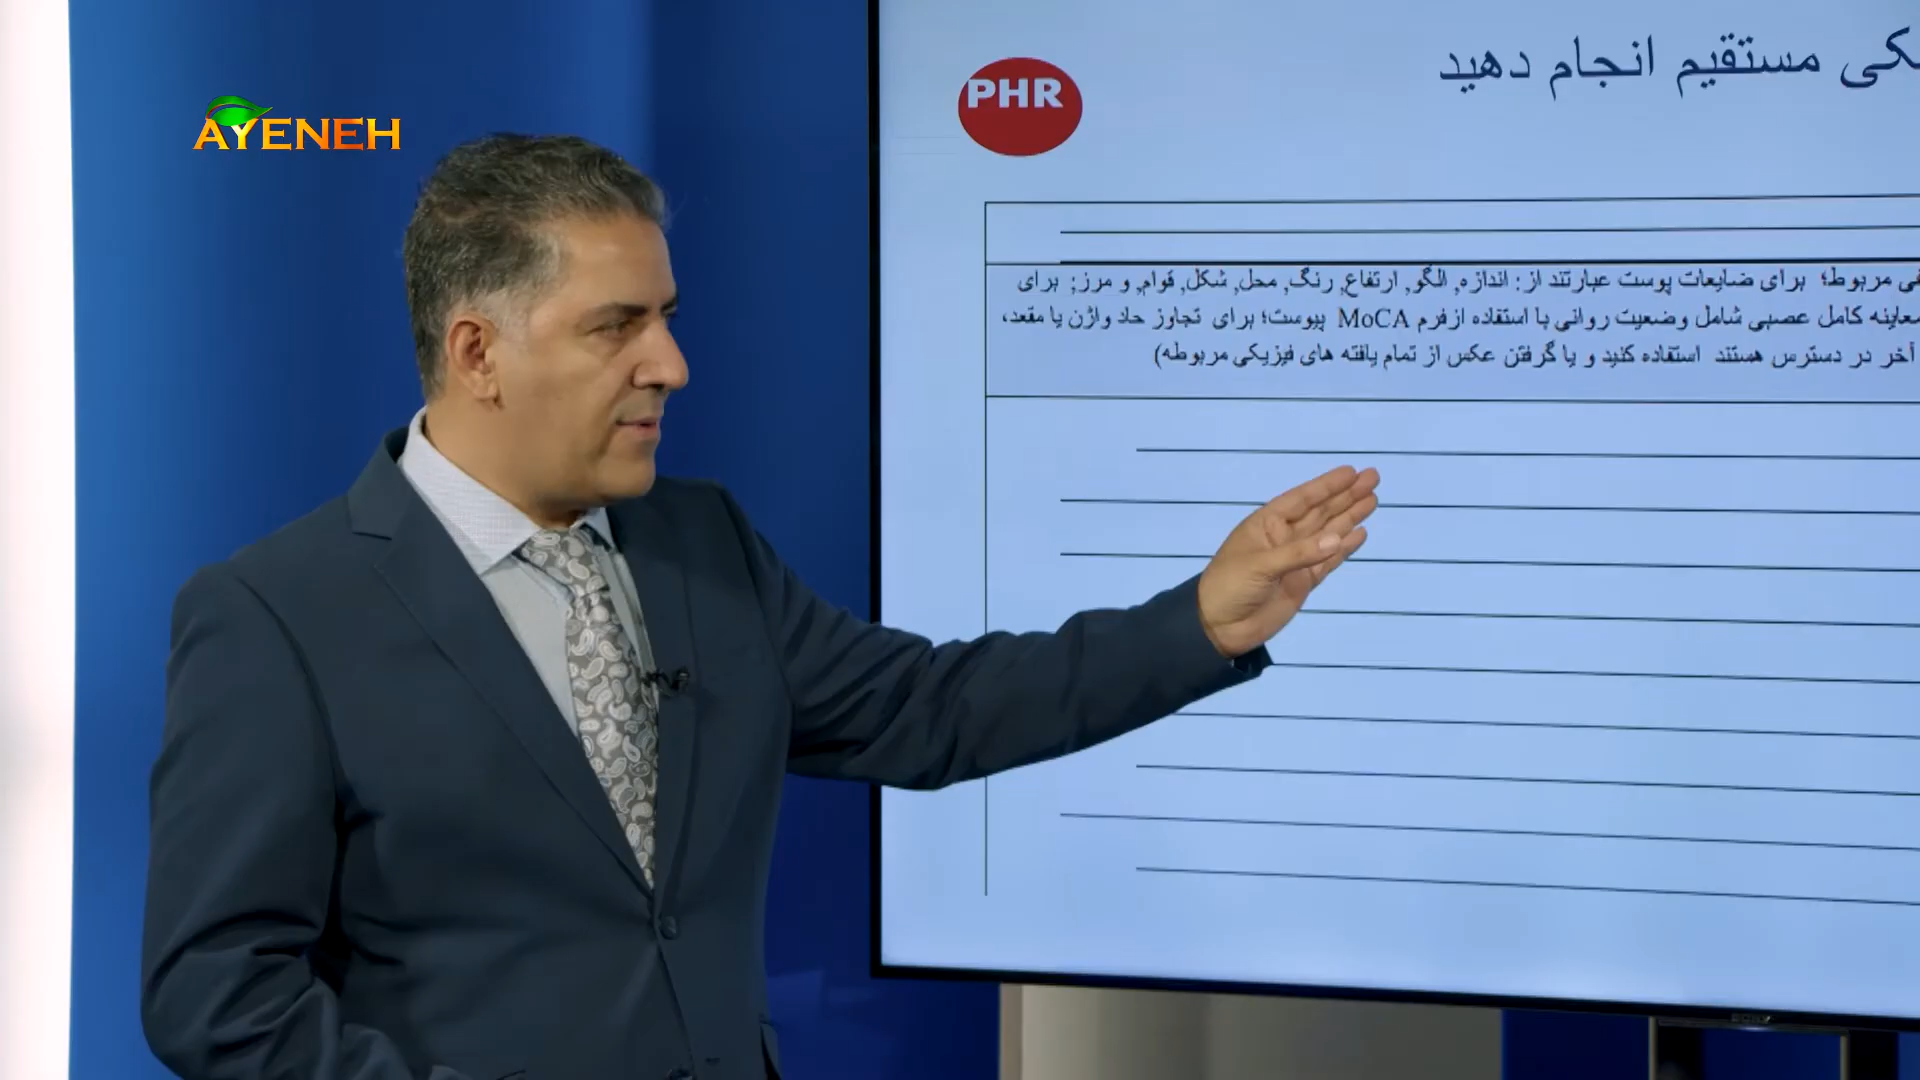 AYENEH
PHR
مستقیم انجام دهید
مربوط؛ برای ضایعات پوست عبارتند از: اندازه, الگو, ارتفاع, رنگ, محل, شکل, قوام, و مرز; برای
معاینه کامل عصبی شامل وضعیت روانی با استفاده ازفرم MoCA پیوست؛ برای تجاوز حاد واژن یا مقعد،
آخر در دسترس هستند استفاده کنید و یا گرفتن عکس از تمام یافته های فیزیکی مربوطه)
SONY